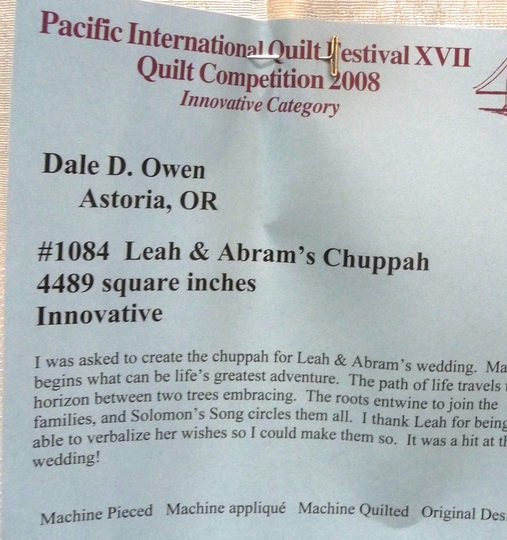 Pacific International Quilt Festival XVII
Quilt Competition 2008
Innovative Category
Dale D. Owen
Astoria, OR
#1084 Leah & Abram's Chuppah
4489 square inches
Innovative
I was asked to create the chuppah for Leah & Abram's wedding. Ma
begins what can be life's greatest adventure. The path of life travels
horizon between two trees embracing. The roots entwine to join the
families, and Solomon's Song circles them all. I thank Leah for being
able to verbalize her wishes so I could make them so. It was a hit at th
wedding!
Machine Pieced Machine appliqué Machine Quilted Original Des